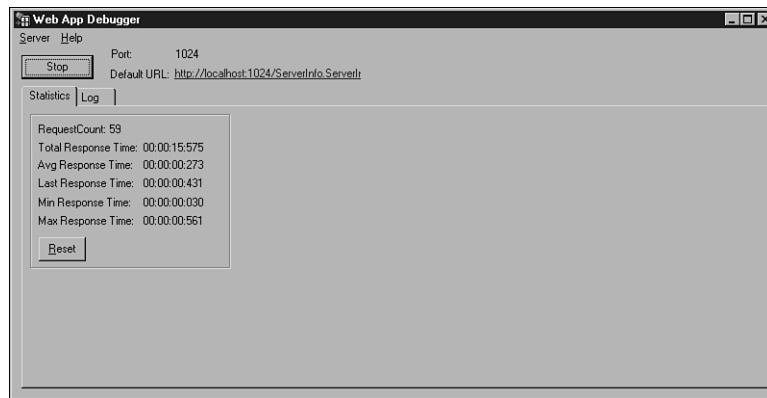 Web App Debugger
Server Help
Stop
Port: 1024
Default URL: http://localhost:1024/ServerInfo.ServerIr
Statistics Log
RequestCount: 59
Total Response Time: 00:00:15:575
Avg Response Time: 00:00:00:273
Last Response Time: 00:00:00:431
Min Response Time: 00:00:00:030
Max Response Time: 00:00:00:561
Reset